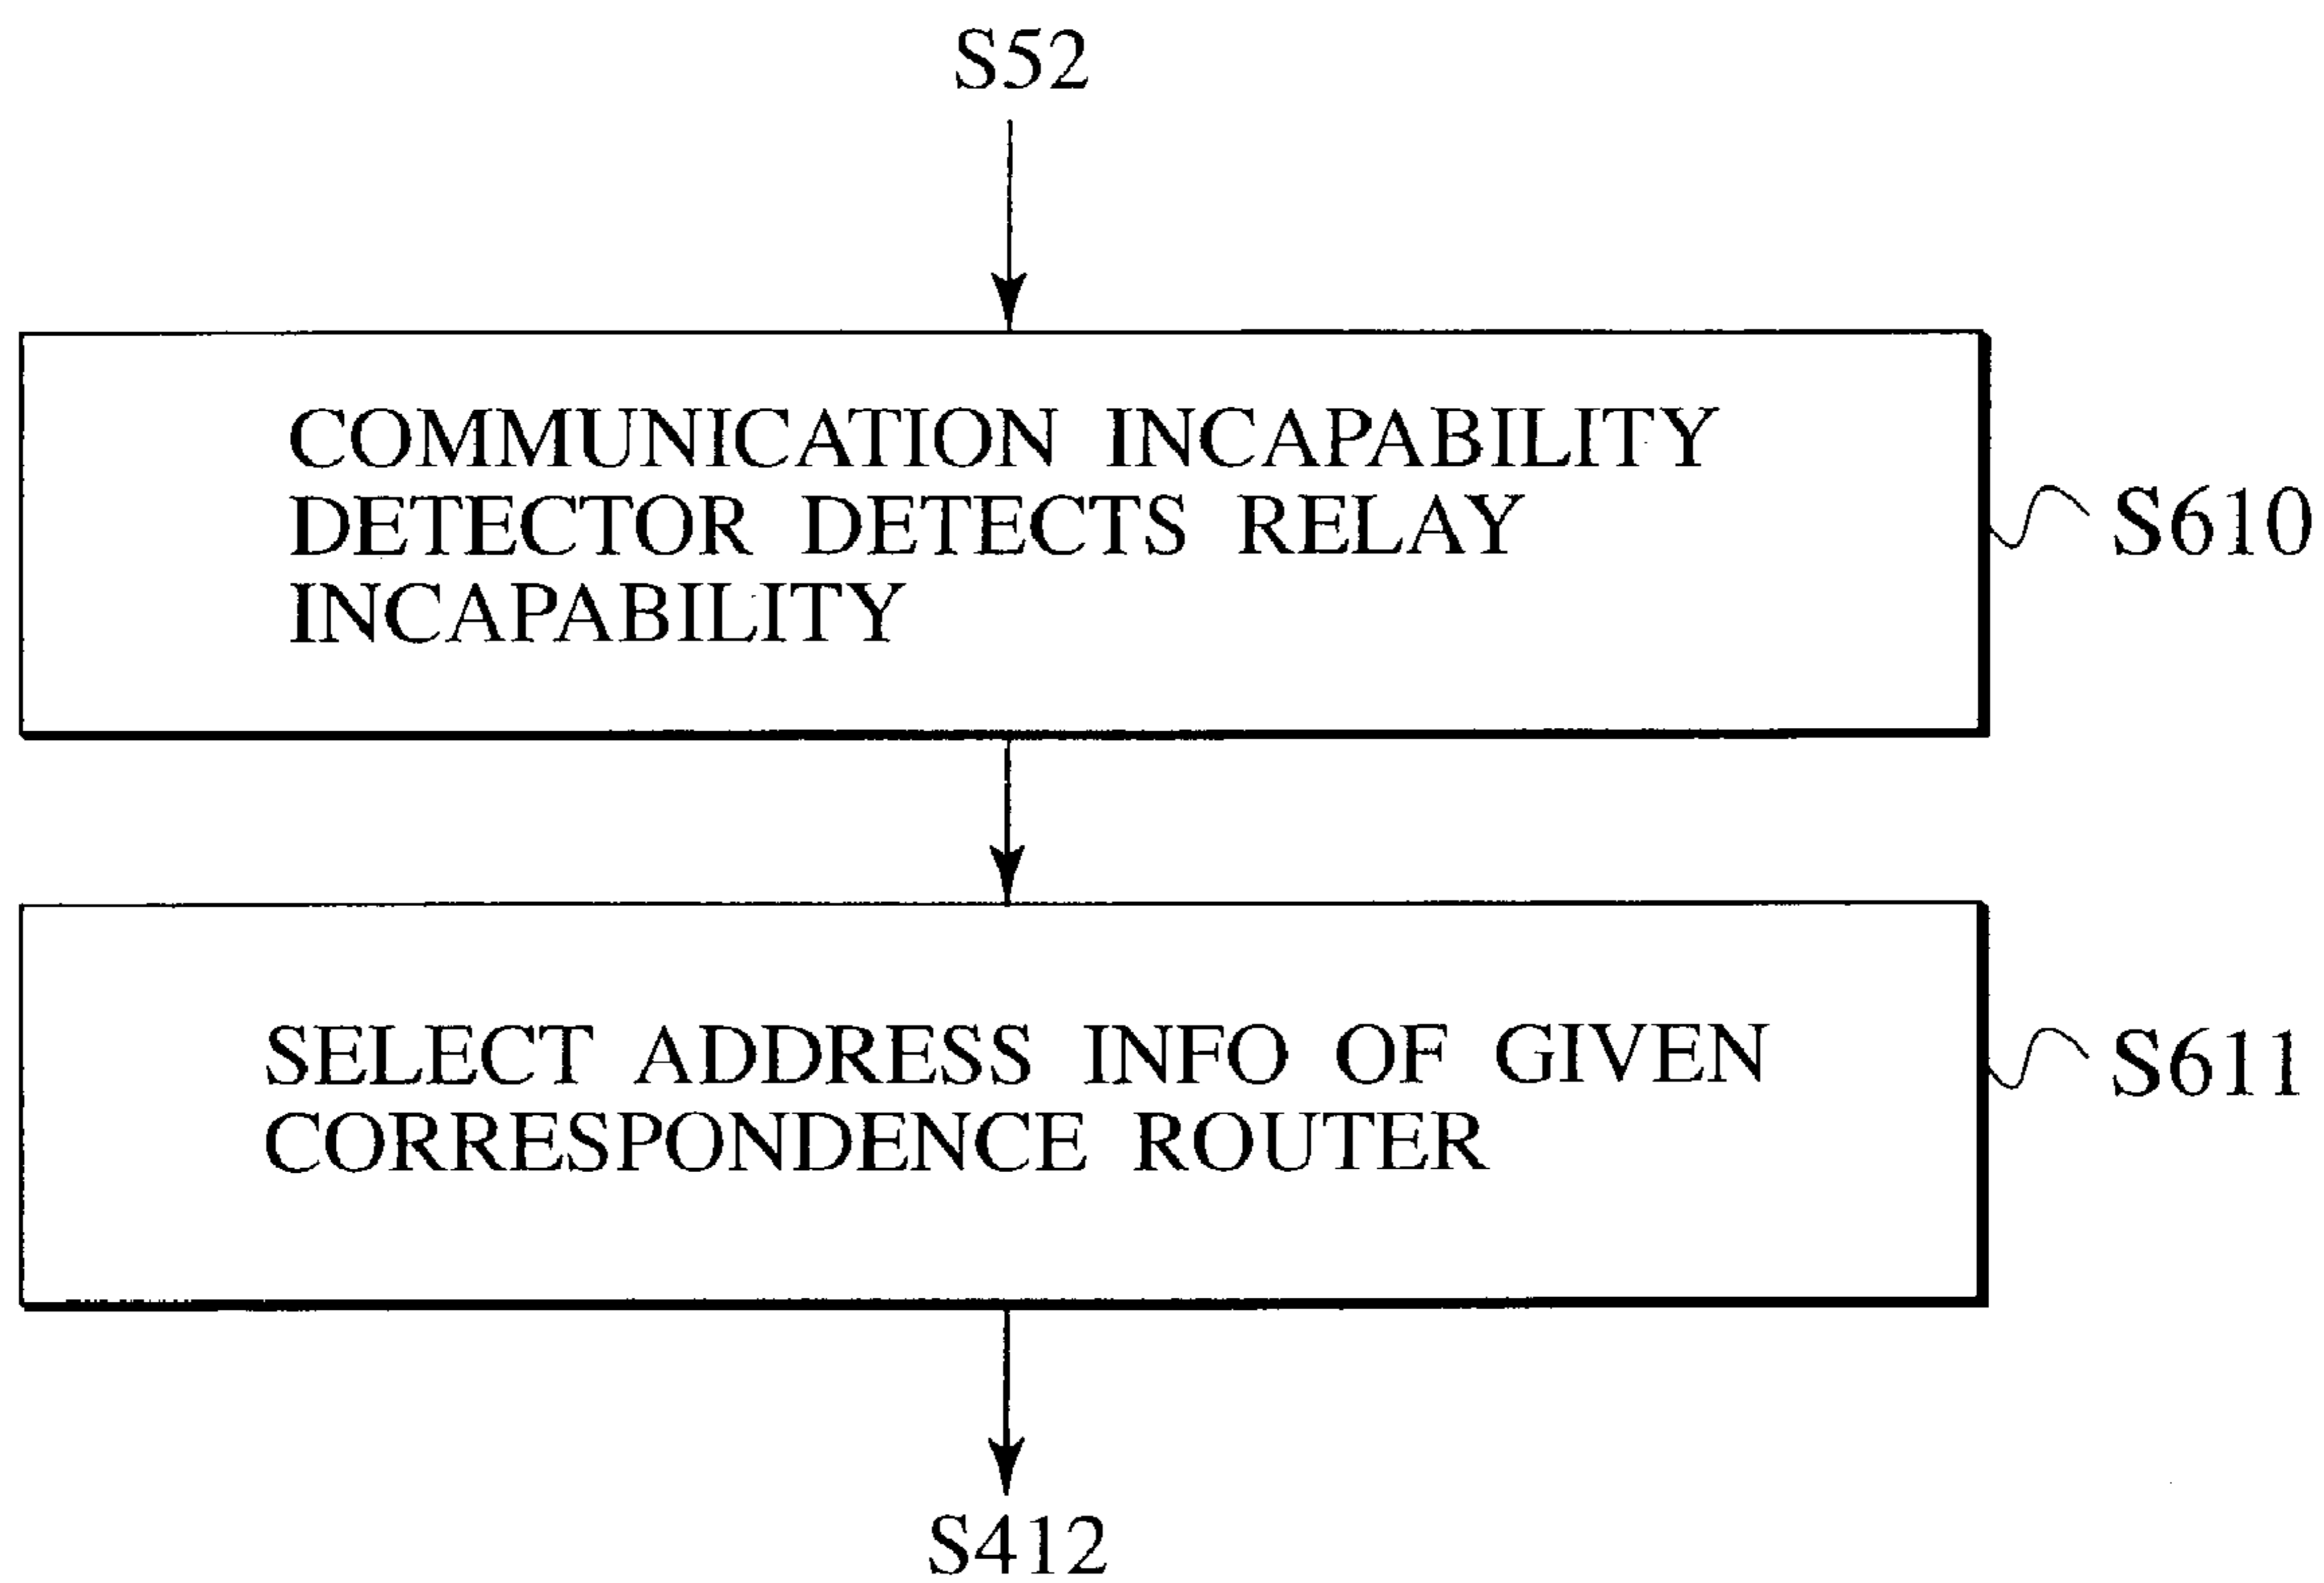 S52
COMMUNICATION INCAPABILITY
DETECTOR DETECTS RELAY
INCAPABILITY
S610
SELECT ADDRESS INFO OF GIVEN
CORRESPONDENCE ROUTER
S611
S412